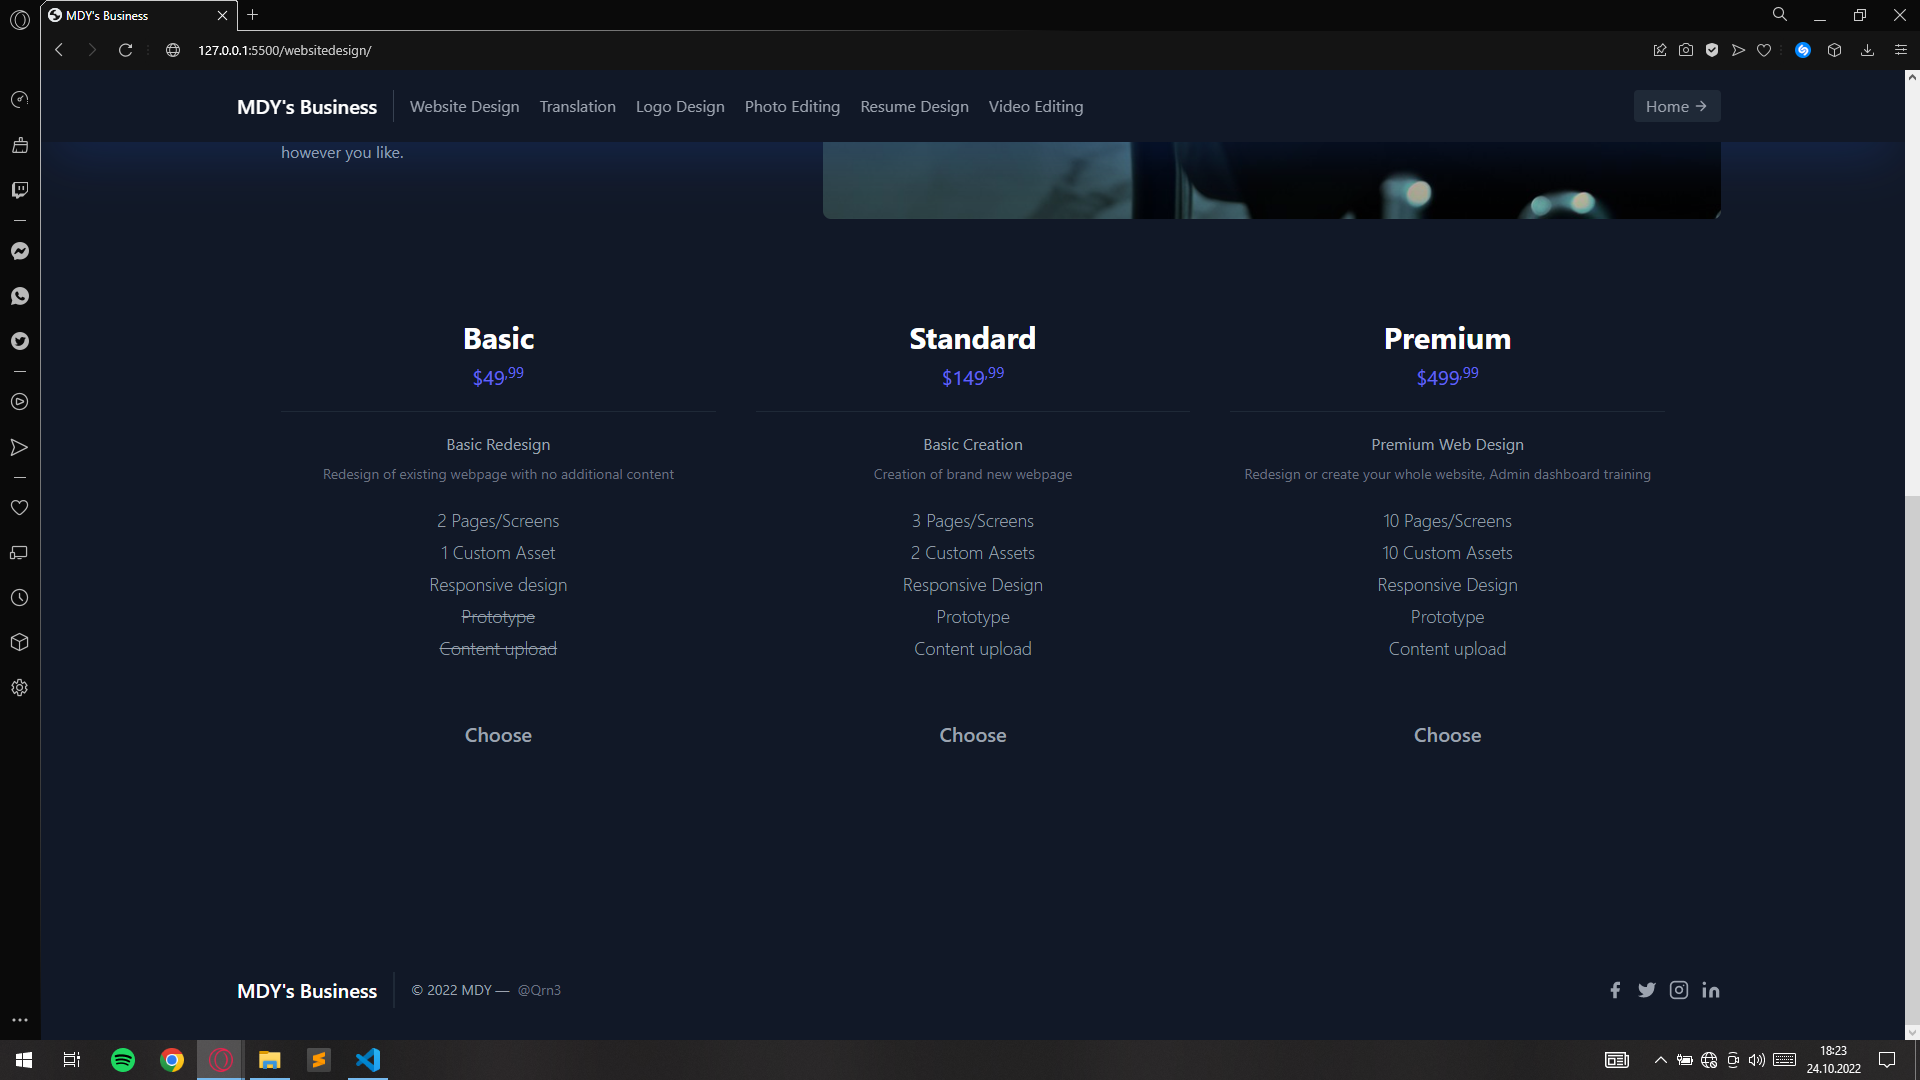 MDY's Business
127.0.0.1:5500/websitedesign/
MDY's Business Website Design Translation Logo Design Photo Editing Resume Design Video Editing Home →
however you like.
Basic
$49,99
Basic Redesign
Redesign of existing webpage with no additional content
2 Pages/Screens
1 Custom Asset
Responsive design
Prototype
Content upload
Choose
Standard
$149,99
Basic Creation
Creation of brand new webpage
3 Pages/Screens
2 Custom Assets
Responsive Design
Prototype
Content upload
Choose
Premium
$499,99
Premium Web Design
Redesign or create your whole website, Admin dashboard training
10 Pages/Screens
10 Custom Assets
Responsive Design
Prototype
Content upload
Choose
MDY's Business © 2022 MDY — @Qrn3
18:23
24.10.2022